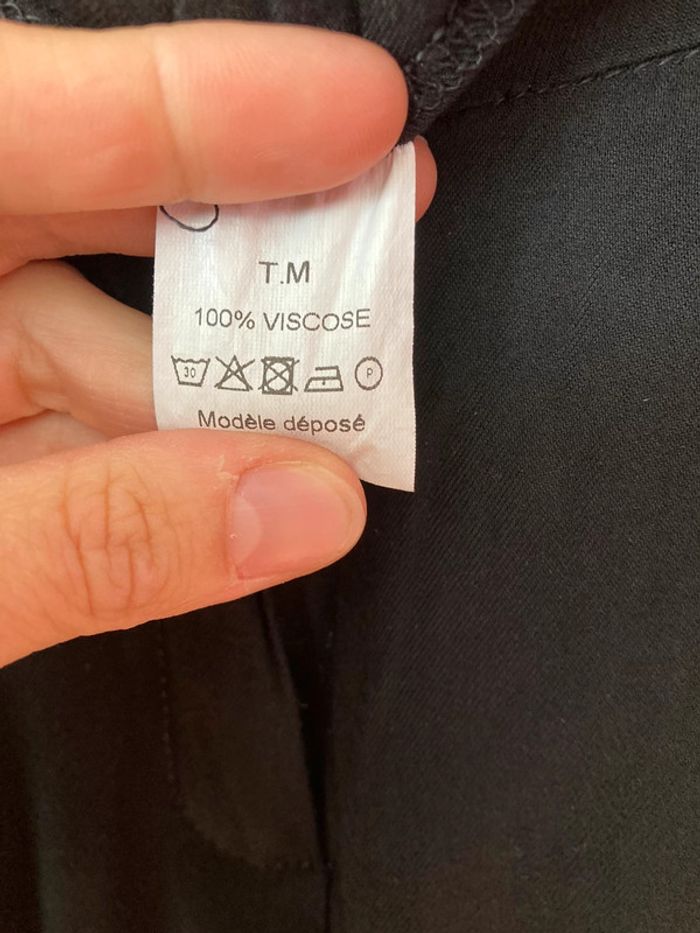 T.M
100% VISCOSE
30 P
Modèle déposé